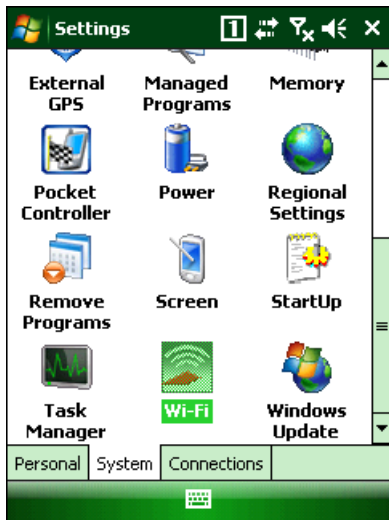 Settings
1
External
GPS
Managed
Programs
Memory
Pocket
Controller
Power
Regional
Settings
Remove
Programs
Screen
StartUp
Task
Manager
Wi-Fi
Windows
Update
Personal System Connections